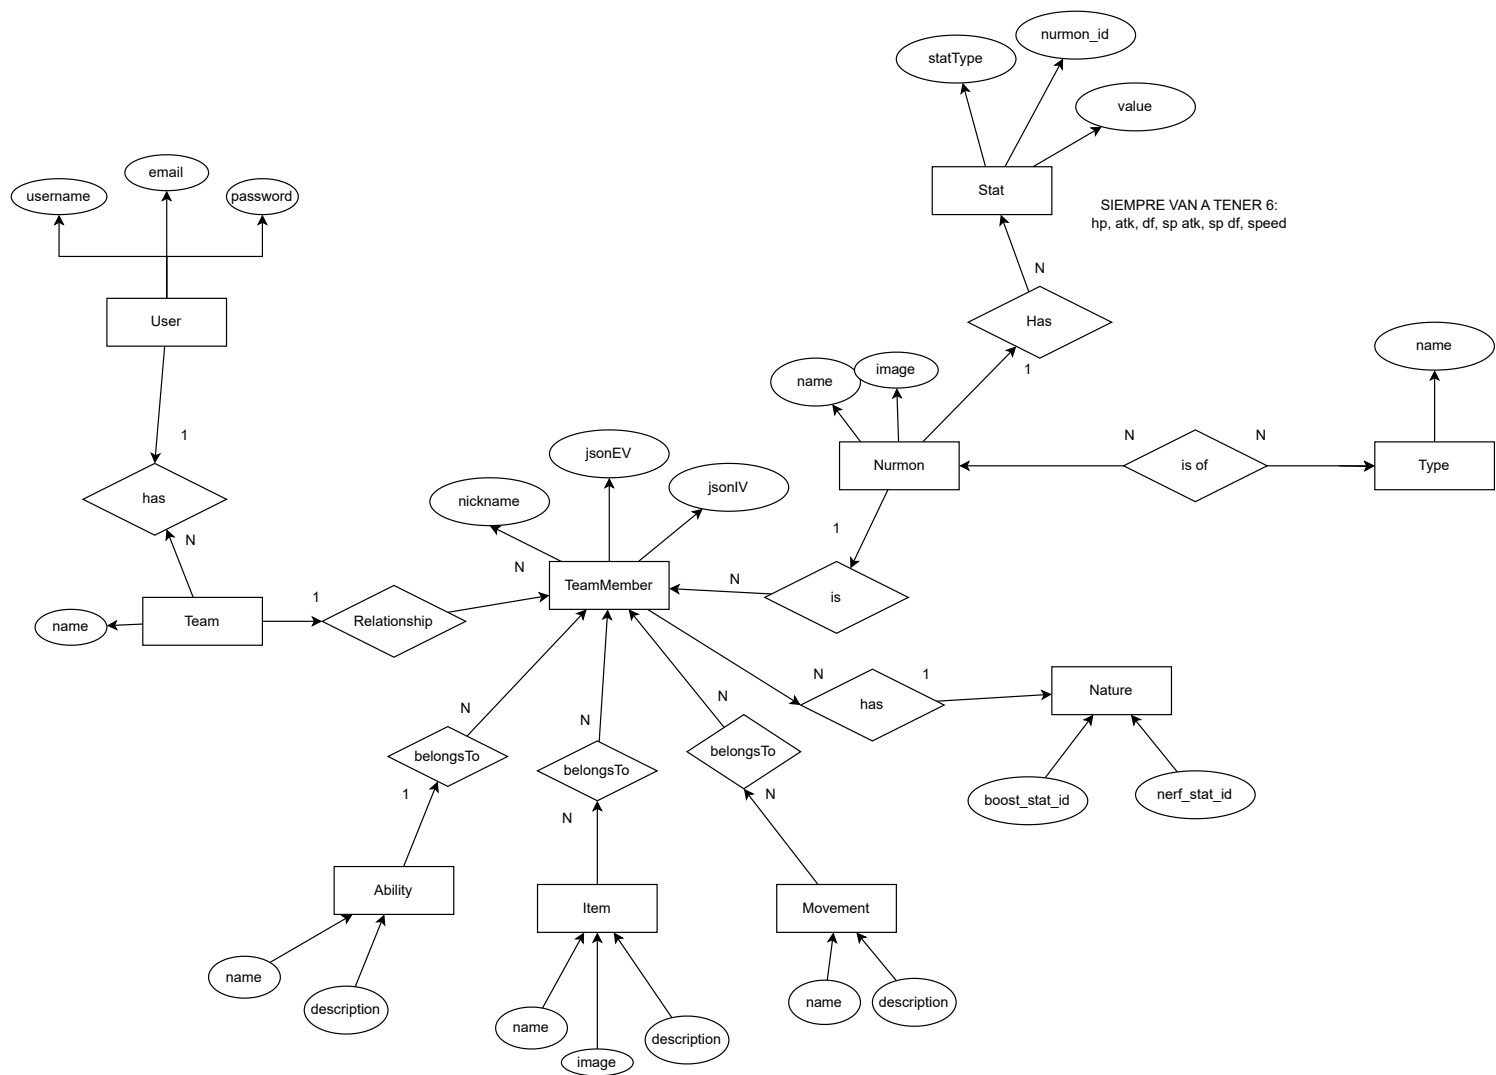 nurmon_id
statType
value
Stat
SIEMPRE VAN A TENER 6:
hp, atk, df, sp atk, sp df, speed
email
username
password
User
N
Has
1
name
image
name
1
N
N
jsonEV
Nurmon
is of
Type
jsonIV
nickname
has
1
N
N
TeamMember
N
is
1
name
Team
Relationship
N
1
has
Nature
N
N
N
belongsTo
belongsTo
belongsTo
1
N
N
boost_stat_id
nerf_stat_id
Ability
Item
Movement
name
description
name
description
name
description
image